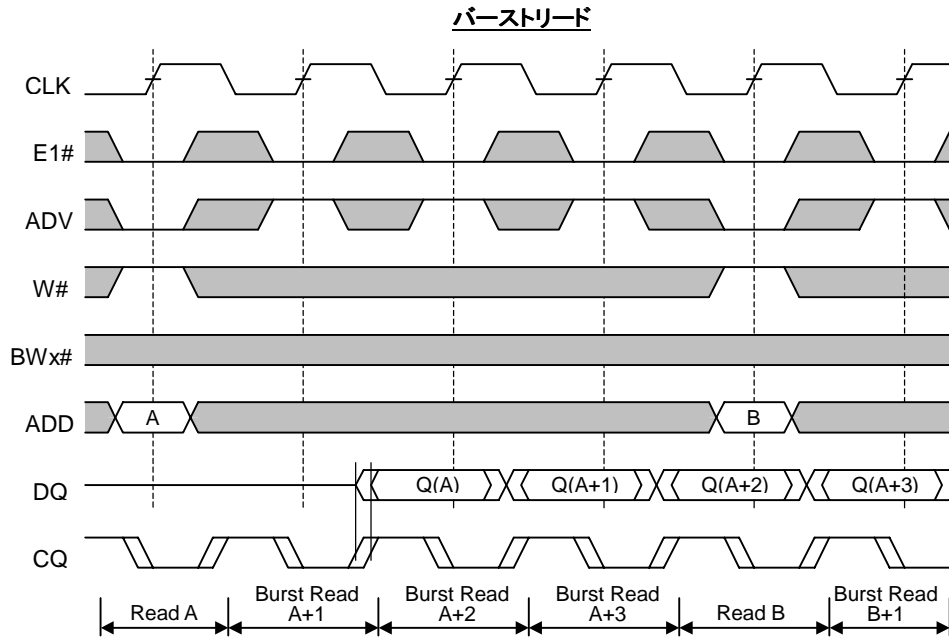 バーストリード
CLK
E1#
ADV
W#
BWx#
ADD
A
B
DQ
Q(A)
Q(A+1)
Q(A+2)
Q(A+3)
CQ
Read A
Burst Read
A+1
Burst Read
A+2
Burst Read
A+3
Read B
Burst Read
B+1